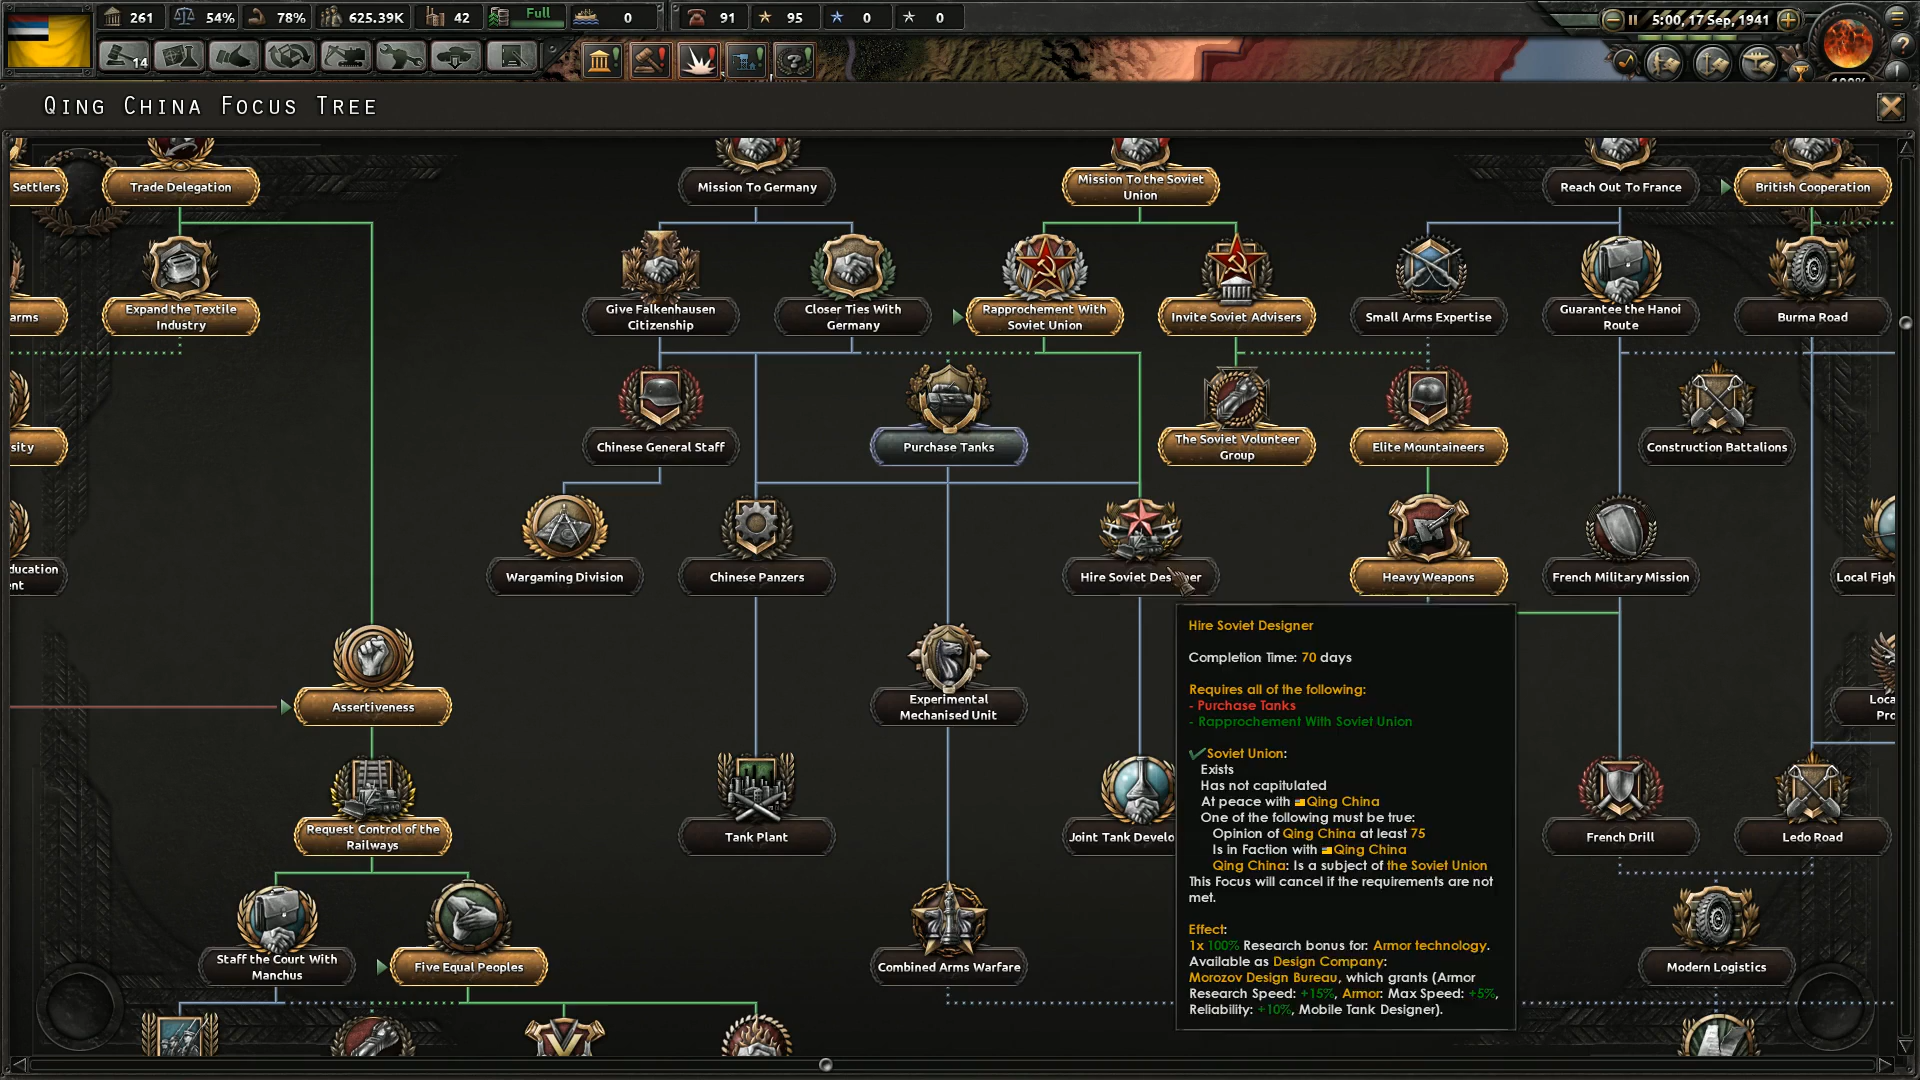 261
54%
78%
625.39K
42
Full
0
91
95
0
0
5:00, 17 Sep, 1941
14
100%
Qing China Focus Tree
Settlers
Trade Delegation
Mission To Germany
Mission To the Soviet
Union
Reach Out To France
British Cooperation
arms
Expand the Textile
Industry
Give Falkenhausen
Citizenship
Closer Ties With
Germany
Rapprochement With
Soviet Union
Invite Soviet Advisers
Small Arms Expertise
Guarantee the Hanoi
Route
Burma Road
sity
Chinese General Staff
Purchase Tanks
The Soviet Volunteer
Group
Elite Mountaineers
Construction Battalions
ducation
ent
Wargaming Division
Chinese Panzers
Hire Soviet Designer
Heavy Weapons
French Military Mission
Local Figh
Assertiveness
Experimental
Mechanised Unit
Loca
Pro
Request Control of the
Railways
Tank Plant
Joint Tank Develo
French Drill
Ledo Road
Staff the Court With
Manchus
Five Equal Peoples
Combined Arms Warfare
Modern Logistics
Hire Soviet Designer
Completion Time: 70 days
Requires all of the following:
- Purchase Tanks
- Rapprochement With Soviet Union
Soviet Union:
Exists
Has not capitulated
At peace with Qing China
One of the following must be true:
Opinion of Qing China at least 75
Is in Faction with Qing China
Qing China: Is a subject of the Soviet Union
This Focus will cancel if the requirements are not
met.
Effect:
1x 100% Research bonus for: Armor technology.
Available as Design Company:
Morozov Design Bureau, which grants (Armor
Research Speed: +15%, Armor: Max Speed: +5%,
Reliability: +10%, Mobile Tank Designer).